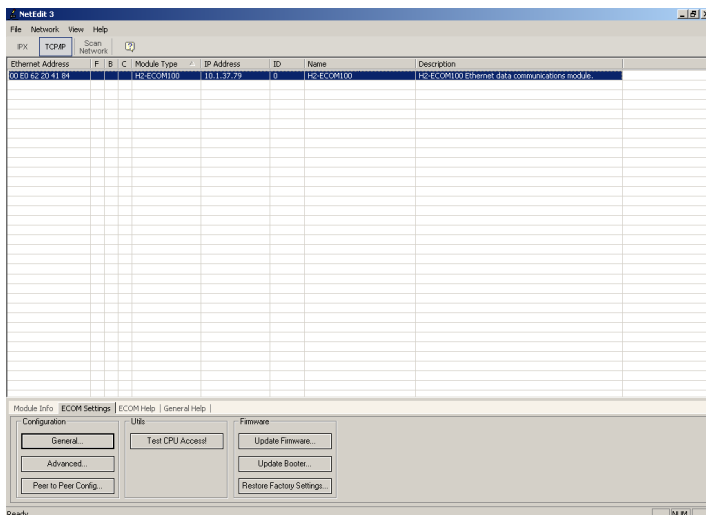 NetEdit 3
File Network View Help
IPX TCP/IP Scan Network
Ethernet Address F B C Module Type IP Address ID Name Description
00 E0 62 20 41 84 H2-ECOM100 10.1.37.79 0 H2-ECOM100 H2-ECOM100 Ethernet data communications module.
Module Info ECOM Settings ECOM Help General Help
Configuration Utils Firmware
General... Test CPU Access! Update Firmware...
Advanced... Update Booter...
Peer to Peer Config... Restore Factory Settings...
Ready NUM